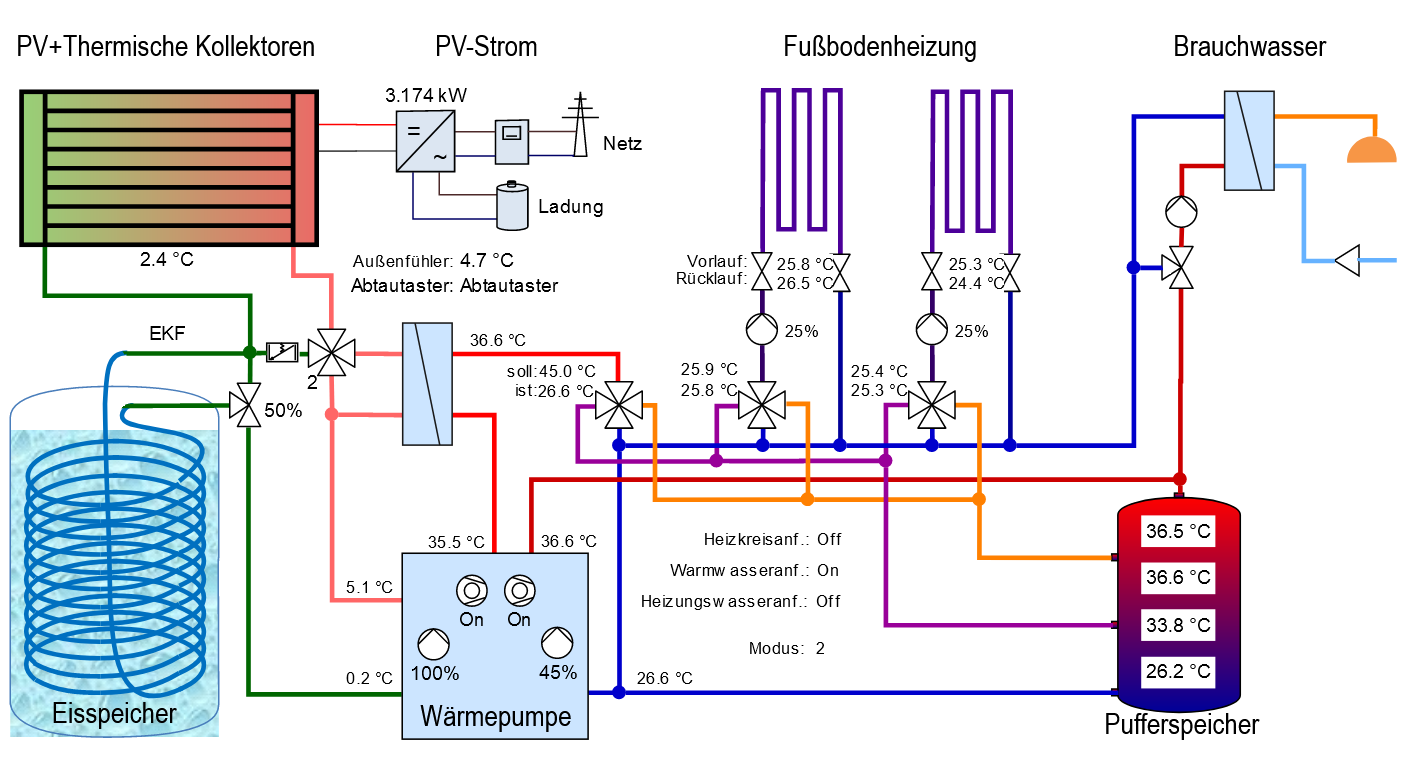 PV+Thermische Kollektoren
PV-Strom
Fußbodenheizung
Brauchwasser
3.174 kW
=
~
Netz
Ladung
2.4 °C
Außenfühler: 4.7 °C
Abtautaster: Abtautaster
Vorlauf: 25.8 °C
Rücklauf: 26.5 °C
25.3 °C
24.4 °C
EKF
2
50%
36.6 °C
soll:45.0 °C
ist:26.6 °C
25%
25.9 °C
25.8 °C
25%
25.4 °C
25.3 °C
35.5 °C
36.6 °C
5.1 °C
On
On
100%
45%
0.2 °C
Wärmepumpe
26.6 °C
Heizkreisanf.: Off
Warmwasseranf.: On
Heizungswasseranf.: Off
Modus: 2
36.5 °C
36.6 °C
33.8 °C
26.2 °C
Eisspeicher
Pufferspeicher